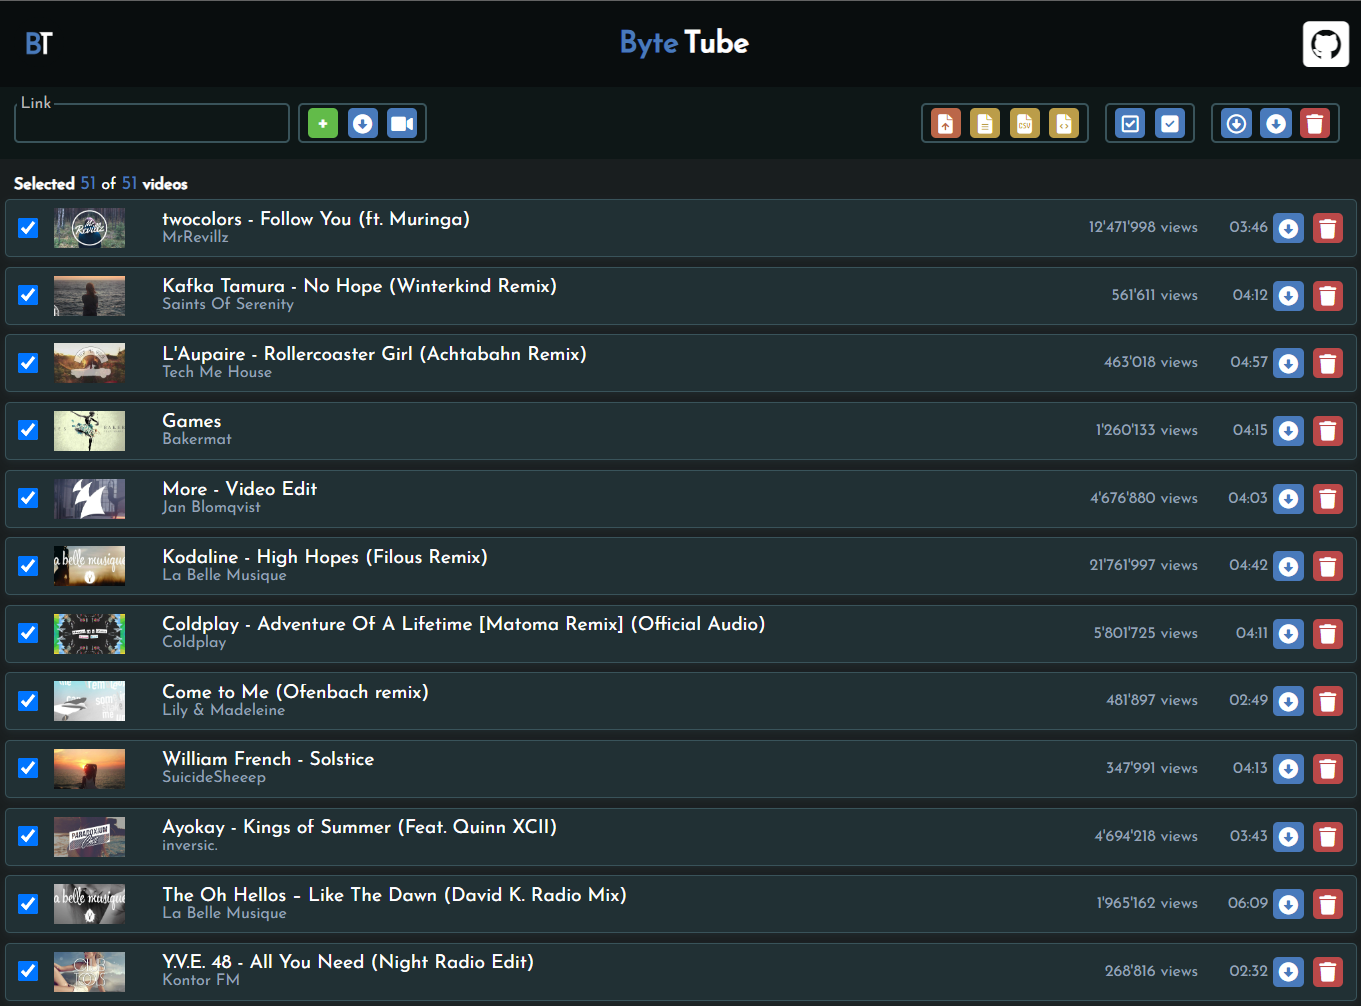 BT
Byte Tube
Link
CSV
Selected 51 of 51 videos
twocolors - Follow You (ft. Muringa)
MrRevillz
12'471'998 views 03:46
Kafka Tamura - No Hope (Winterkind Remix)
Saints Of Serenity
561'611 views 04:12
L'Aupaire - Rollercoaster Girl (Achtabahn Remix)
Tech Me House
463'018 views 04:57
Games
Bakermat
1'260'133 views 04:15
More - Video Edit
Jan Blomqvist
4'676'880 views 04:03
la belle musique
Kodaline - High Hopes (Filous Remix)
La Belle Musique
21'761'997 views 04:42
Coldplay - Adventure Of A Lifetime [Matoma Remix] (Official Audio)
Coldplay
5'801'725 views 04:11
Come to Me (Ofenbach remix)
Lily & Madeleine
481'897 views 02:49
William French - Solstice
SuicideSheeep
347'991 views 04:13
PARADOXIUM
Ayokay - Kings of Summer (Feat. Quinn XCII)
inversic.
4'694'218 views 03:43
la belle musique
The Oh Hellos – Like The Dawn (David K. Radio Mix)
La Belle Musique
1'965'162 views 06:09
Y.V.E. 48 - All You Need (Night Radio Edit)
Kontor FM
268'816 views 02:32